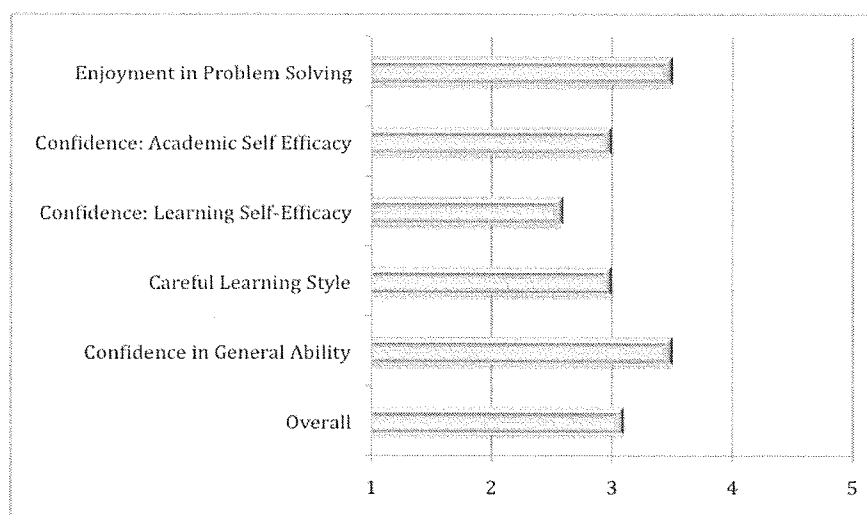 Enjoyment in Problem Solving
Confidence: Academic Self Efficacy
Confidence: Learning Self-Efficacy
Careful Learning Style
Confidence in General Ability
Overall
1 2 3 4 5